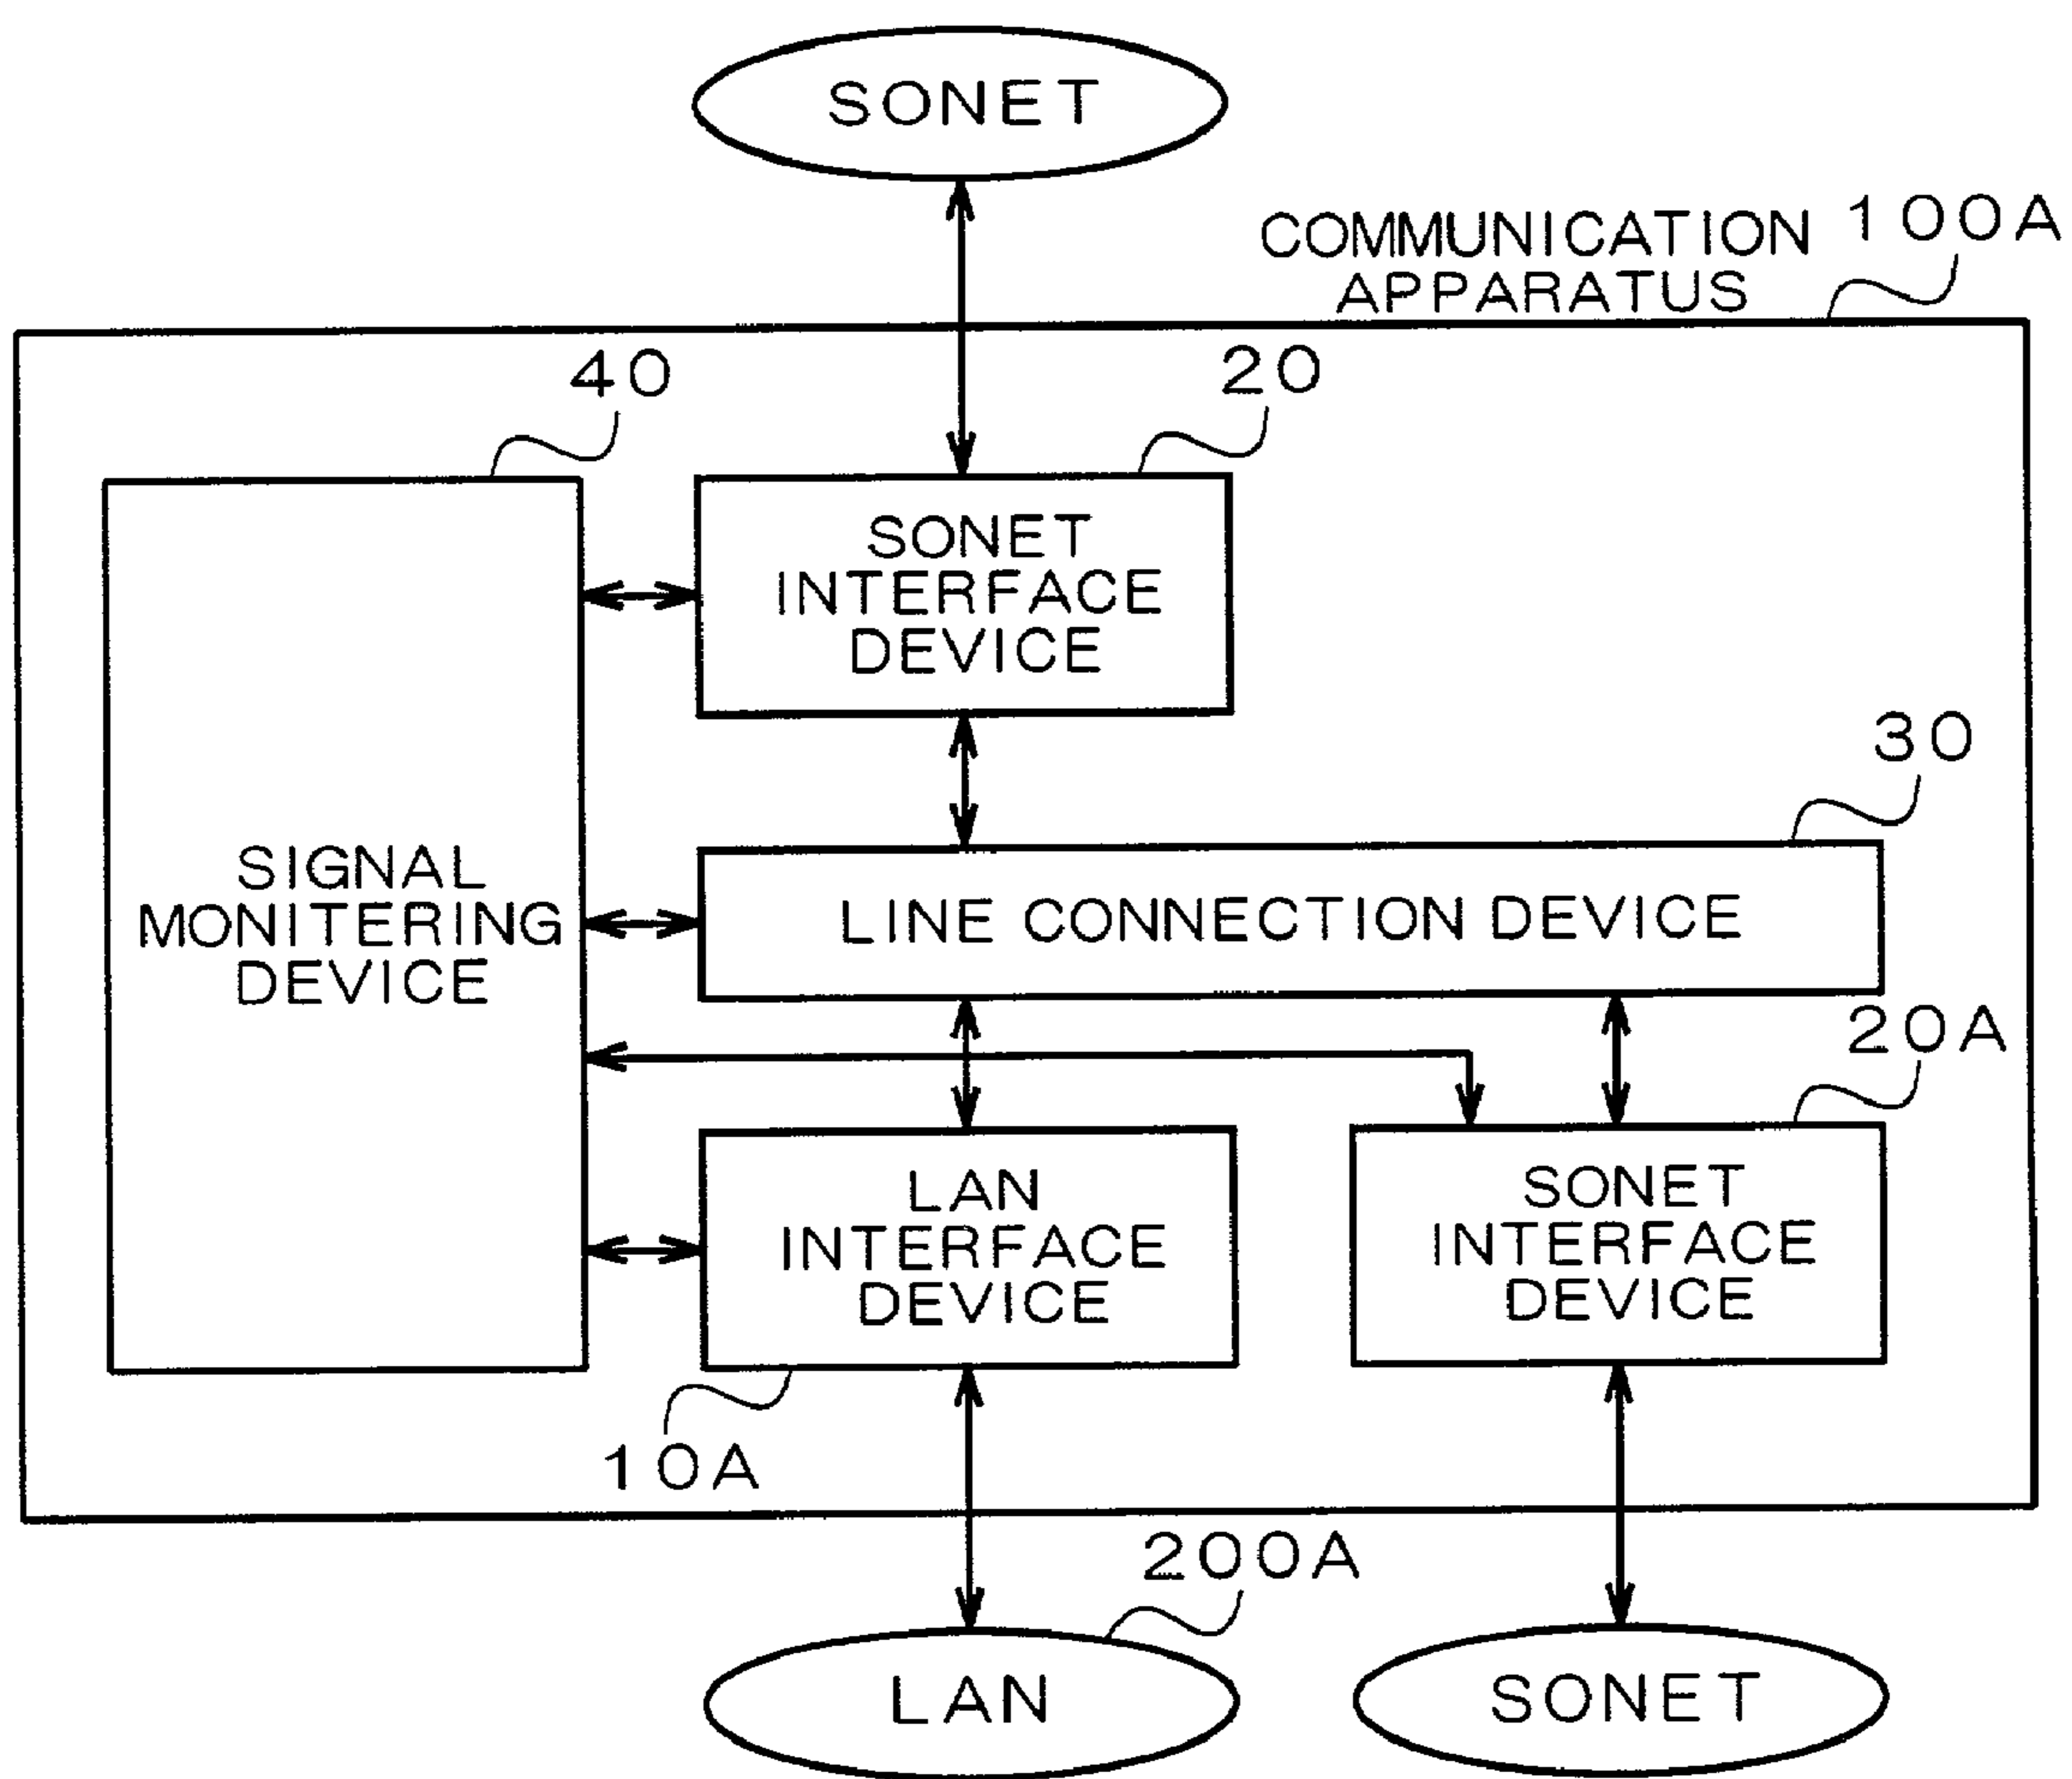 SONET
COMMUNICATION
APPARATUS
100A
40
20
SONET
INTERFACE
DEVICE
30
SIGNAL
MONITERING
DEVICE
LINE CONNECTION DEVICE
20A
LAN
INTERFACE
DEVICE
SONET
INTERFACE
DEVICE
10A
200A
LAN
SONET